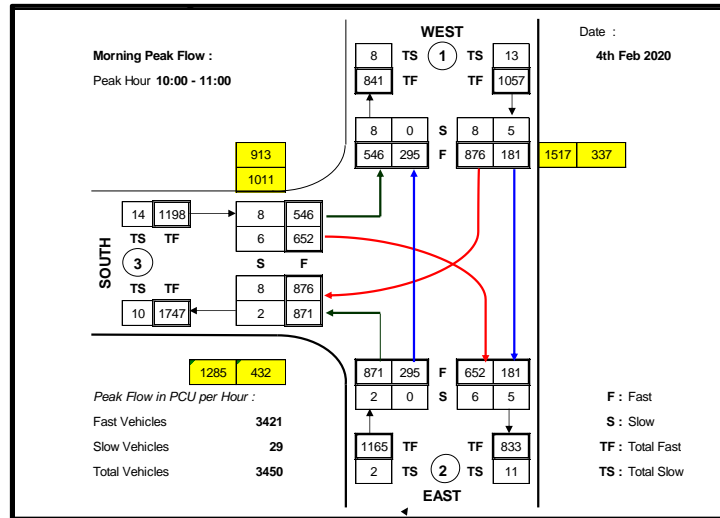 WEST
Date :
Morning Peak Flow :
8 TS 1 TS 13
4th Feb 2020
Peak Hour 10:00 - 11:00
841 TF TF 1057
8 0 S 8 5
913
546 295 F 876 181
1517 337
1011
14 1198
8 546
TS TF
6 652
SOUTH
3
S F
TS TF
8 876
10 1747
2 871
1285 432
871 295 F 652 181
Peak Flow in PCU per Hour :
2 0 S 6 5
F : Fast
Fast Vehicles 3421
S : Slow
Slow Vehicles 29
1165 TF TF 833
TF : Total Fast
Total Vehicles 3450
2 TS 2 TS 11
TS : Total Slow
EAST